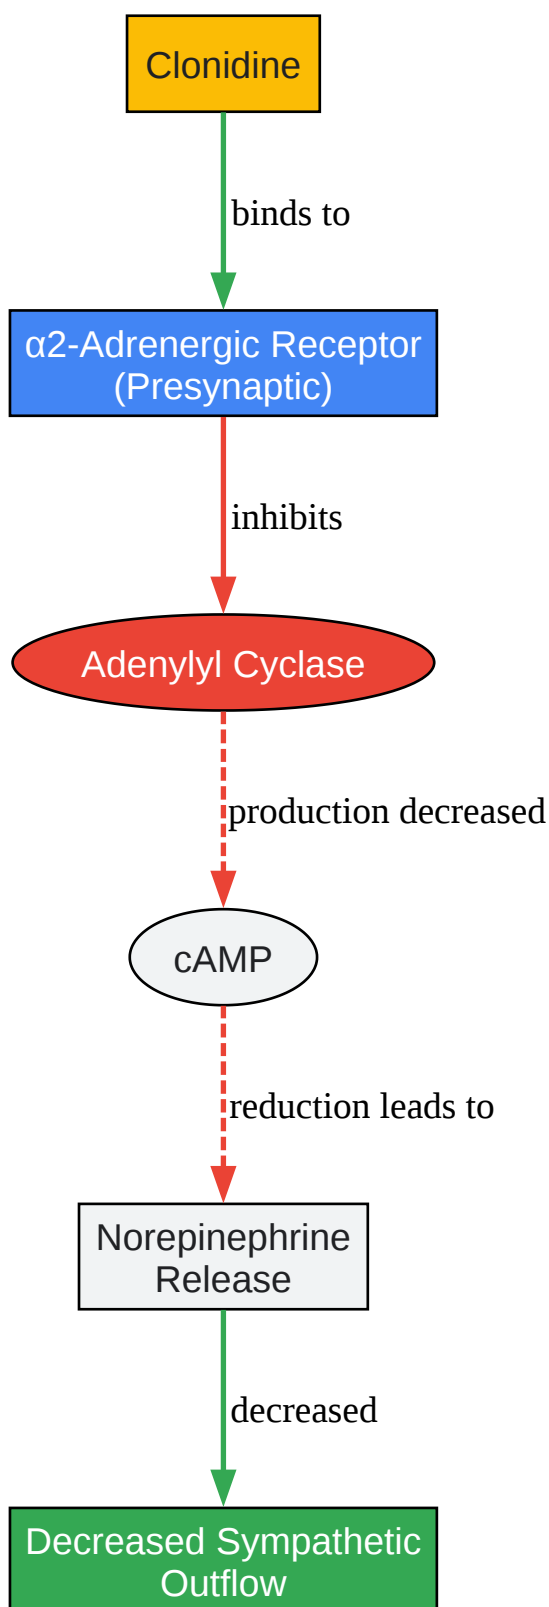 Clonidine
binds to
α2-Adrenergic Receptor
(Presynaptic)
inhibits
Adenylyl Cyclase
production decreased
cAMP
reduction leads to
Norepinephrine
Release
decreased
Decreased Sympathetic
Outflow